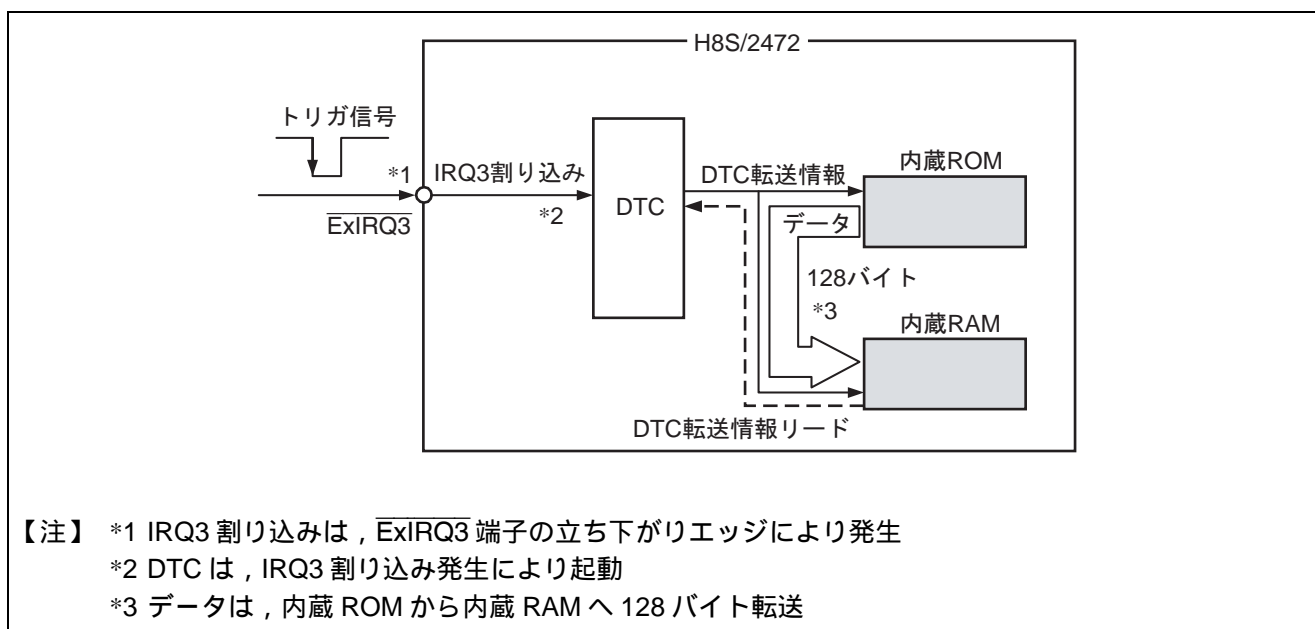 H8S/2472
トリガ信号
*1
IRQ3割り込み
*2
ExIRQ3
DTC
DTC転送情報
内蔵ROM
データ
128バイト
*3
内蔵RAM
DTC転送情報リード
【注】 *1 IRQ3 割り込みは，ExIRQ3 端子の立ち下がりエッジにより発生
*2 DTC は，IRQ3 割り込み発生により起動
*3 データは，内蔵 ROM から内蔵 RAM へ 128 バイト転送